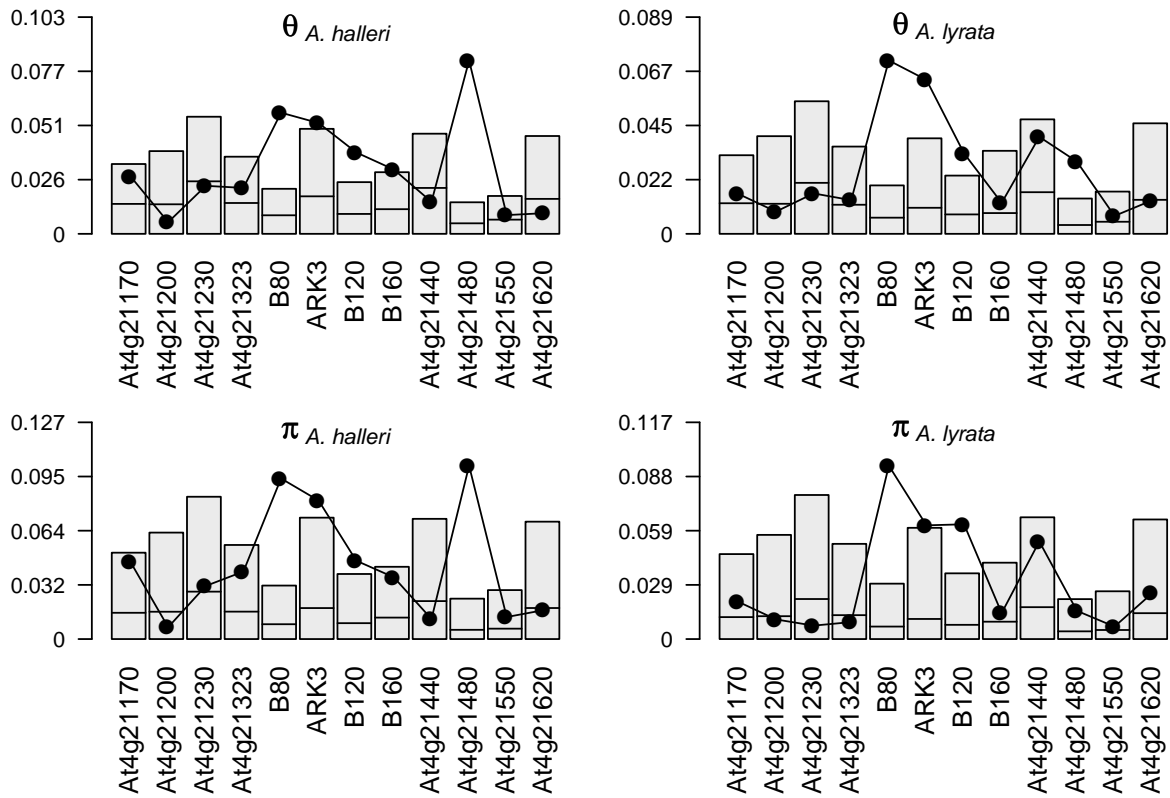 θ A. halleri
0.103
0.077
0.051
0.026
0
At4g21170
At4g21200
At4g21230
At4g21323
B80
ARK3
B120
B160
At4g21440
At4g21480
At4g21550
At4g21620
θ A. lyrata
0.089
0.067
0.045
0.022
0
At4g21170
At4g21200
At4g21230
At4g21323
B80
ARK3
B120
B160
At4g21440
At4g21480
At4g21550
At4g21620
π A. halleri
0.127
0.095
0.064
0.032
0
At4g21170
At4g21200
At4g21230
At4g21323
B80
ARK3
B120
B160
At4g21440
At4g21480
At4g21550
At4g21620
π A. lyrata
0.117
0.088
0.059
0.029
0
At4g21170
At4g21200
At4g21230
At4g21323
B80
ARK3
B120
B160
At4g21440
At4g21480
At4g21550
At4g21620